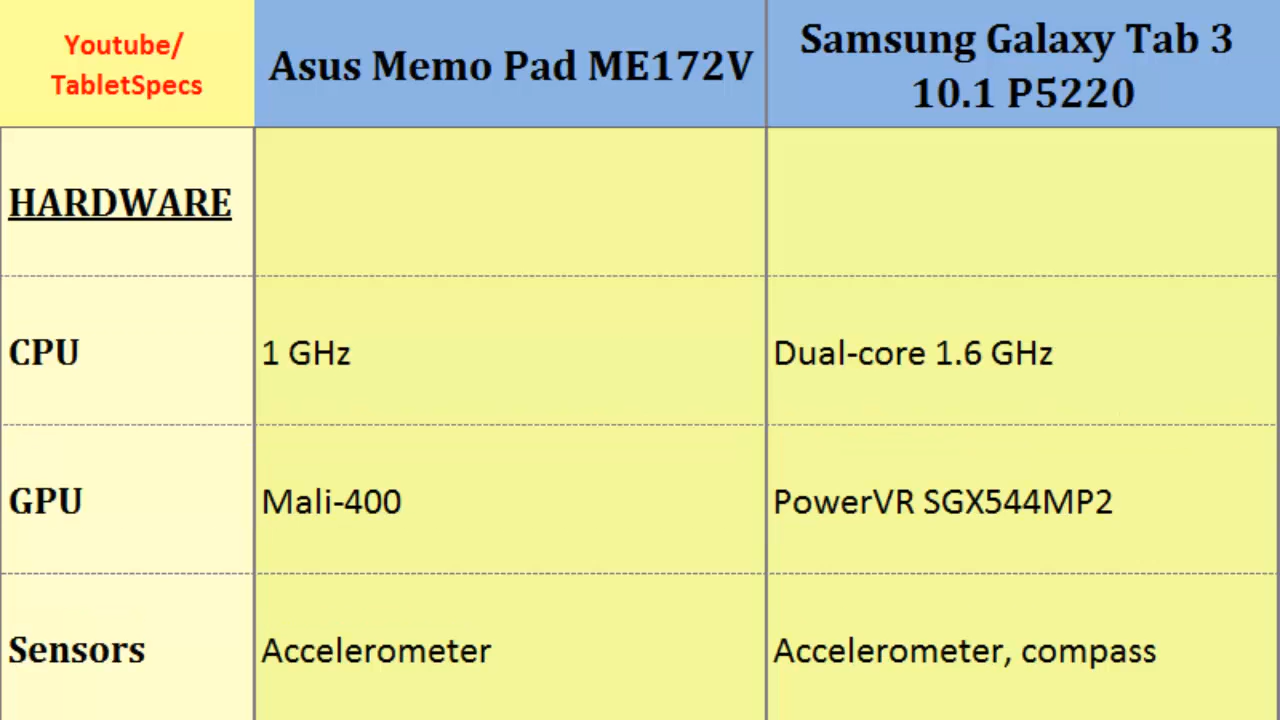 Youtube/
TabletSpecs
Asus Memo Pad ME172V
Samsung Galaxy Tab 3
10.1 P5220
HARDWARE
CPU
1 GHz
Dual-core 1.6 GHz
GPU
Mali-400
PowerVR SGX544MP2
Sensors
Accelerometer
Accelerometer, compass